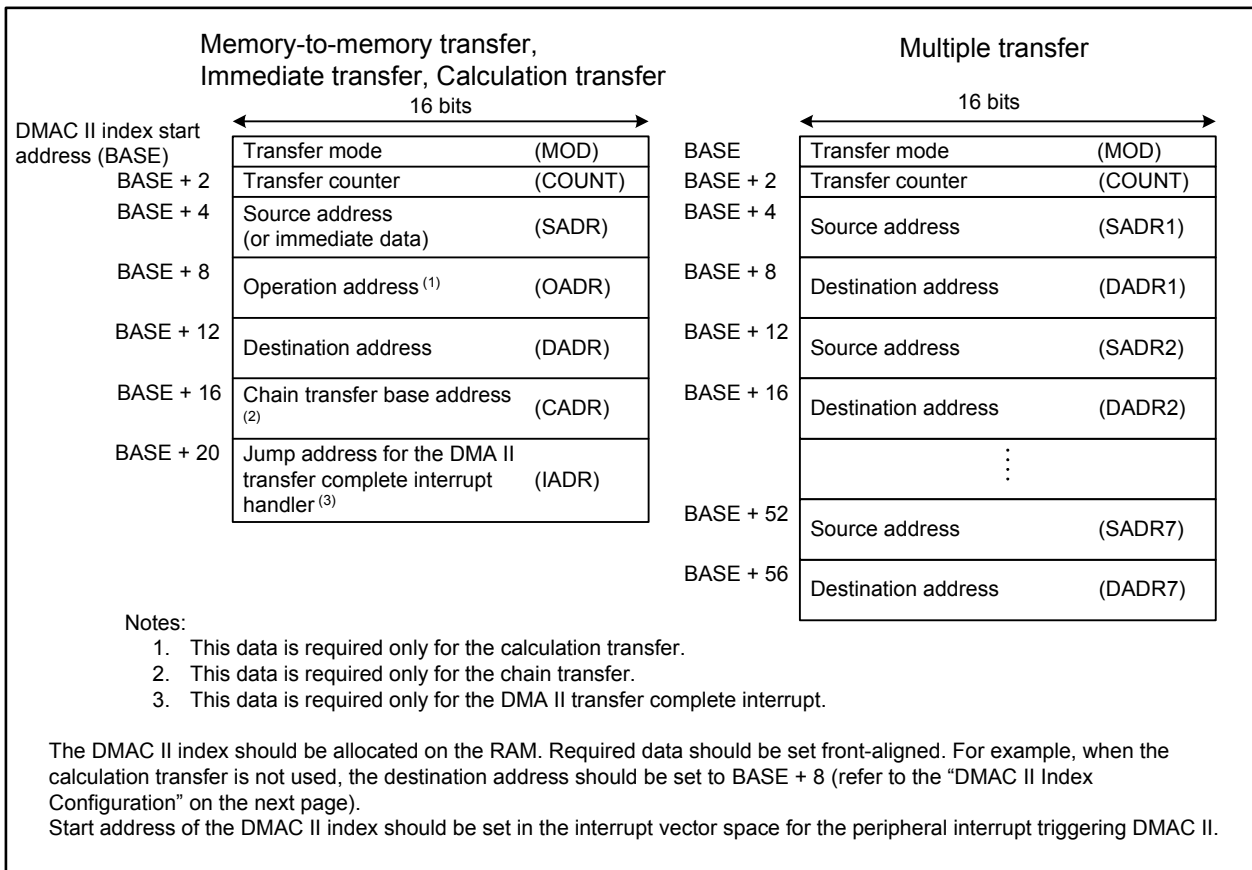 Memory-to-memory transfer,
Immediate transfer, Calculation transfer
16 bits
DMAC II index start
address (BASE)
Transfer mode (MOD)
BASE + 2 Transfer counter (COUNT)
BASE + 4 Source address
(or immediate data) (SADR)
BASE + 8 Operation address (1) (OADR)
BASE + 12 Destination address (DADR)
BASE + 16 Chain transfer base address
(2) (CADR)
BASE + 20 Jump address for the DMA II
transfer complete interrupt (IADR)
handler (3)
Multiple transfer
16 bits
BASE Transfer mode (MOD)
BASE + 2 Transfer counter (COUNT)
BASE + 4 Source address (SADR1)
BASE + 8 Destination address (DADR1)
BASE + 12 Source address (SADR2)
BASE + 16 Destination address (DADR2)
BASE + 52 Source address (SADR7)
BASE + 56 Destination address (DADR7)
Notes:
1. This data is required only for the calculation transfer.
2. This data is required only for the chain transfer.
3. This data is required only for the DMA II transfer complete interrupt.
The DMAC II index should be allocated on the RAM. Required data should be set front-aligned. For example, when the
calculation transfer is not used, the destination address should be set to BASE + 8 (refer to the “DMAC II Index
Configuration” on the next page).
Start address of the DMAC II index should be set in the interrupt vector space for the peripheral interrupt triggering DMAC II.